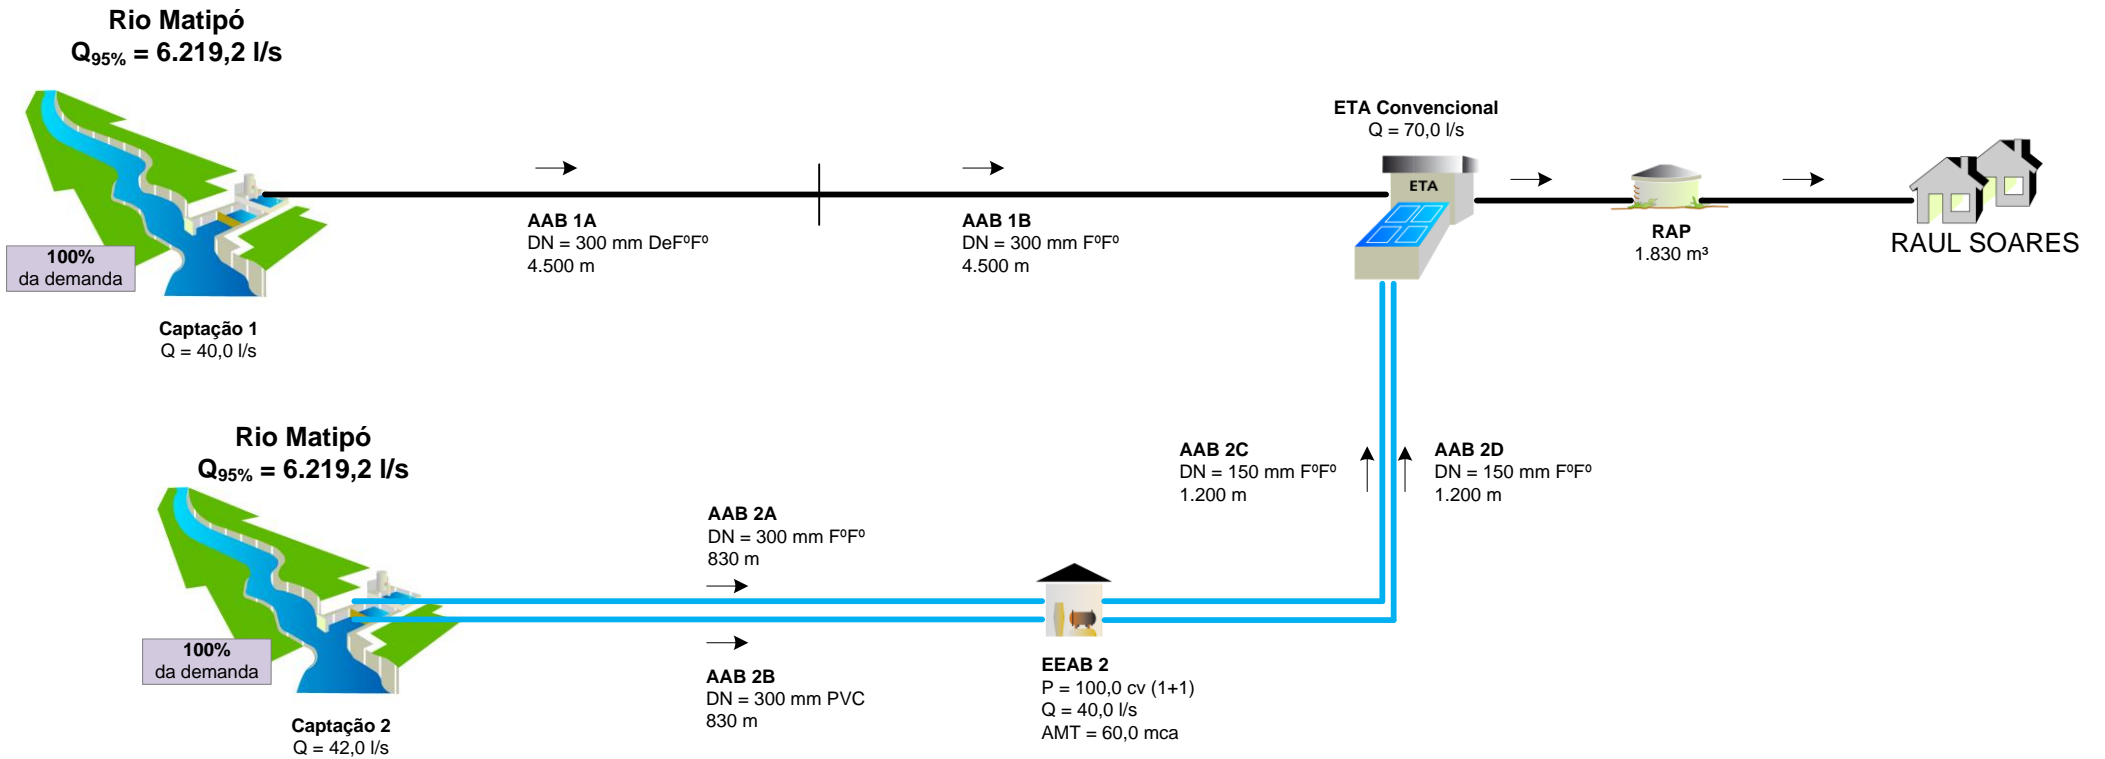 Rio Matipó
Q95% = 6.219,2 l/s
100%
da demanda
Captação 1
Q = 40,0 l/s
AAB 1A
DN = 300 mm DeFºFº
4.500 m
AAB 1B
DN = 300 mm FºFº
4.500 m
ETA Convencional
Q = 70,0 l/s
ETA
RAP
1.830 m³
RAUL SOARES
Rio Matipó
Q95% = 6.219,2 l/s
100%
da demanda
Captação 2
Q = 42,0 l/s
AAB 2A
DN = 300 mm FºFº
830 m
AAB 2B
DN = 300 mm PVC
830 m
EEAB 2
P = 100,0 cv (1+1)
Q = 40,0 l/s
AMT = 60,0 mca
AAB 2C
DN = 150 mm FºFº
1.200 m
AAB 2D
DN = 150 mm FºFº
1.200 m